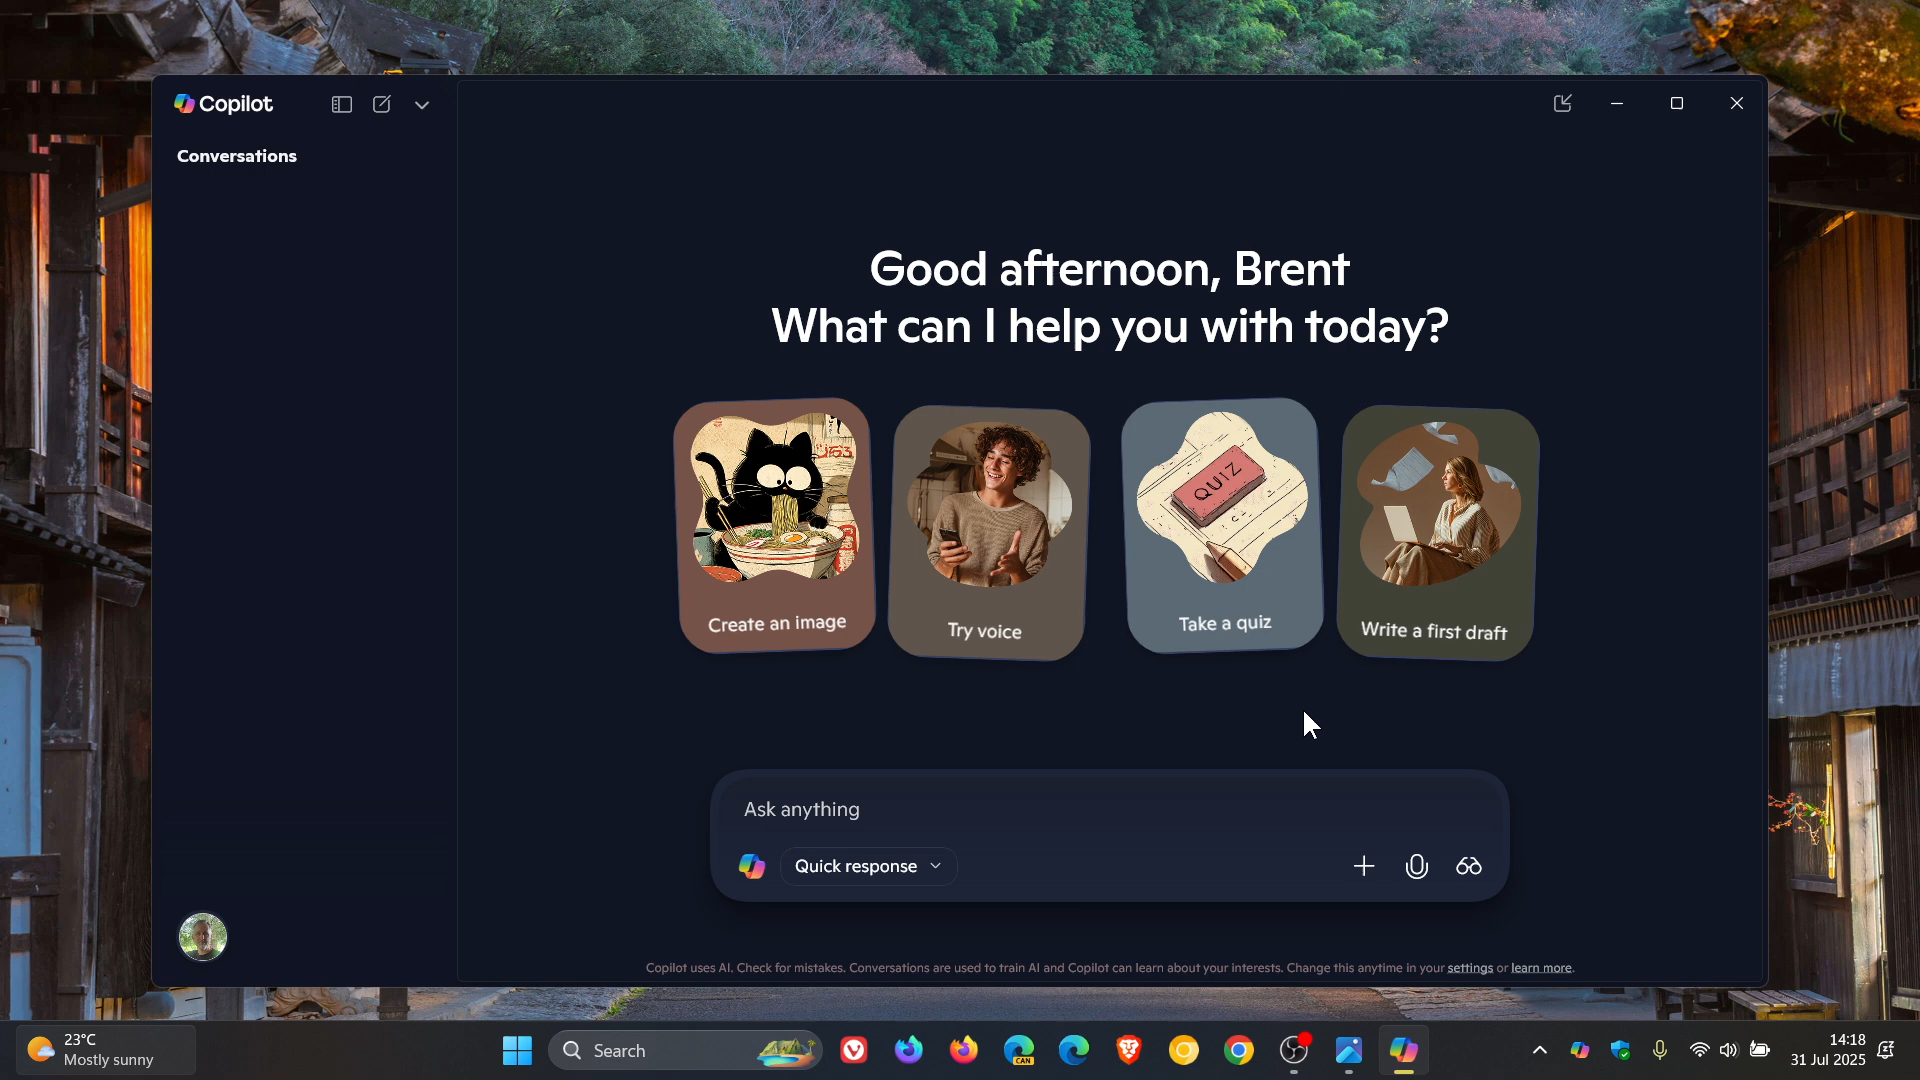 Copilot
Conversations
Good afternoon, Brent
What can I help you with today?
Create an image
Try voice
QUIZ
Take a quiz
Write a first draft
Ask anything
Quick response
Copilot uses AI. Check for mistakes. Conversations are used to train AI and Copilot can learn about your interests. Change this anytime in your settings or learn more.
23°C
Mostly sunny
Search
CAN
14:18
31 Jul 2025